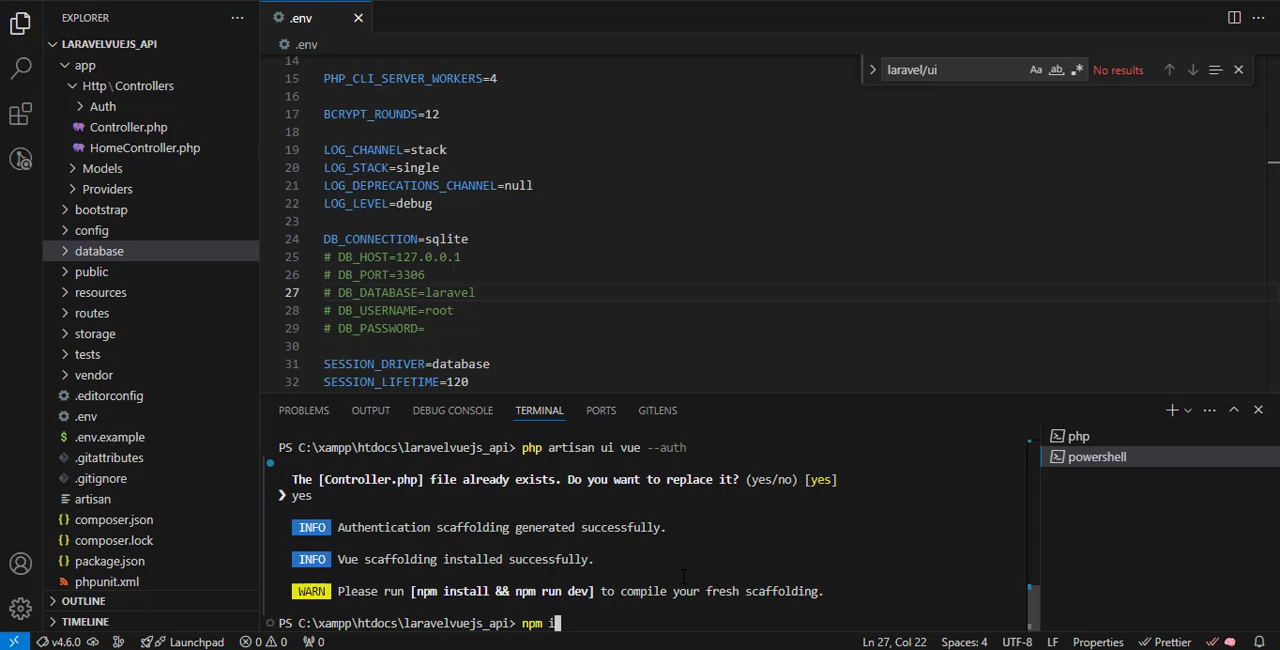 EXPLORER
LARAVELVUEJS_API
app
Http\Controllers
Auth
Controller.php
HomeController.php
Models
Providers
bootstrap
config
database
public
resources
routes
storage
tests
vendor
.editorconfig
.env
.env.example
.gitattributes
.gitignore
artisan
composer.json
composer.lock
package.json
phpunit.xml
OUTLINE
TIMELINE
.env
.env
laravel/ui
Aa ab
No results
14
15 PHP_CLI_SERVER_WORKERS=4
16
17 BCRYPT_ROUNDS=12
18
19 LOG_CHANNEL=stack
20 LOG_STACK=single
21 LOG_DEPRECATIONS_CHANNEL=null
22 LOG_LEVEL=debug
23
24 DB_CONNECTION=sqlite
25 # DB_HOST=127.0.0.1
26 # DB_PORT=3306
27 # DB_DATABASE=laravel
28 # DB_USERNAME=root
29 # DB_PASSWORD=
30
31 SESSION_DRIVER=database
32 SESSION_LIFETIME=120
PROBLEMS OUTPUT DEBUG CONSOLE TERMINAL PORTS GITLENS
PS C:\xampp\htdocs\laravelvuejs_api> php artisan ui vue --auth
The [Controller.php] file already exists. Do you want to replace it? (yes/no) [yes]
❯ yes
INFO Authentication scaffolding generated successfully.
INFO Vue scaffolding installed successfully.
WARN Please run [npm install && npm run dev] to compile your fresh scaffolding.
PS C:\xampp\htdocs\laravelvuejs_api> npm i
php
powershell
v4.6.0 Launchpad 0 0 0 Ln 27, Col 22 Spaces: 4 UTF-8 LF Properties Prettier